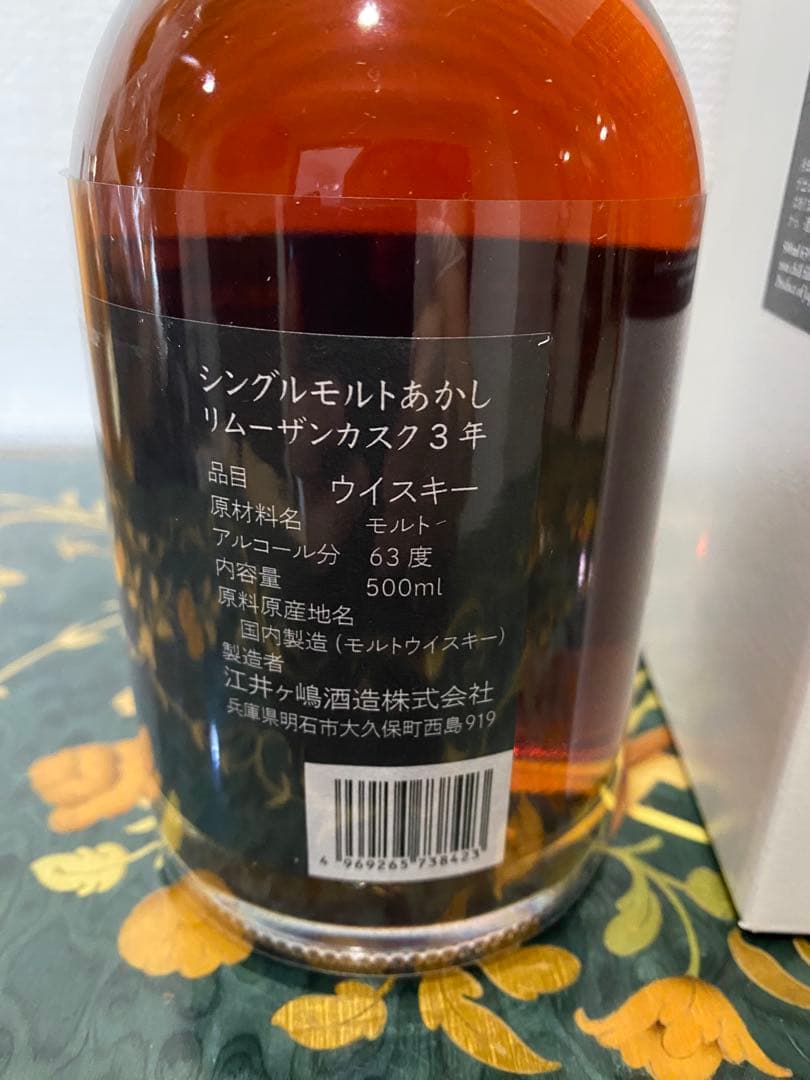 シングルモルトあかし
リムーザンカスク3年
品目 ウイスキー
原材料名 モルト
アルコール分 63度
内容量 500ml
原料原産地名
国内製造(モルトウイスキー)
製造者
江井ヶ嶋酒造株式会社
兵庫県明石市大久保町西島919
4 969265 738423